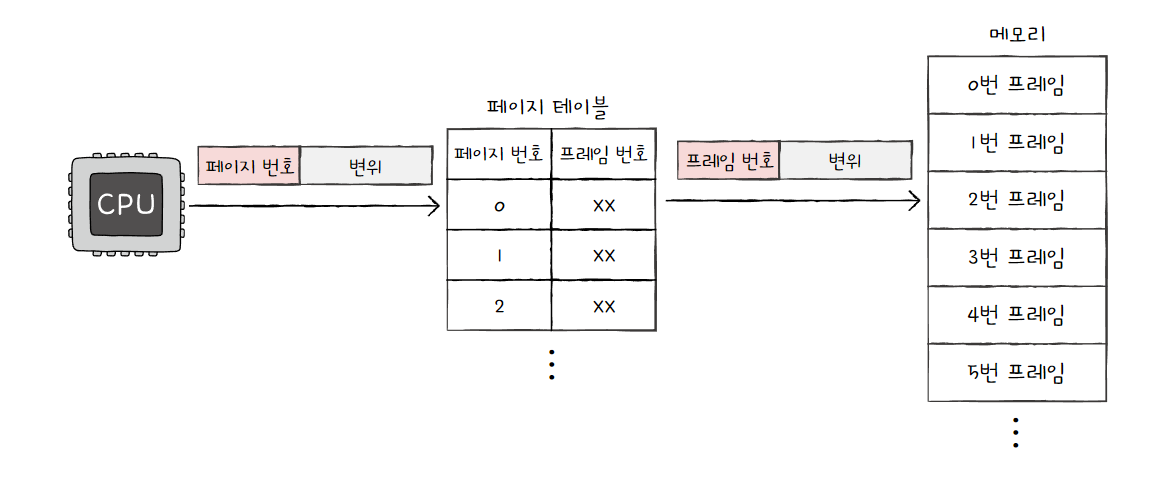 메모리
0번 프레임
1번 프레임
2번 프레임
3번 프레임
4번 프레임
5번 프레임
페이지 테이블
페이지 번호 프레임 번호
0 XX
1 XX
2 XX
CPU
페이지 번호 변위
프레임 번호 변위